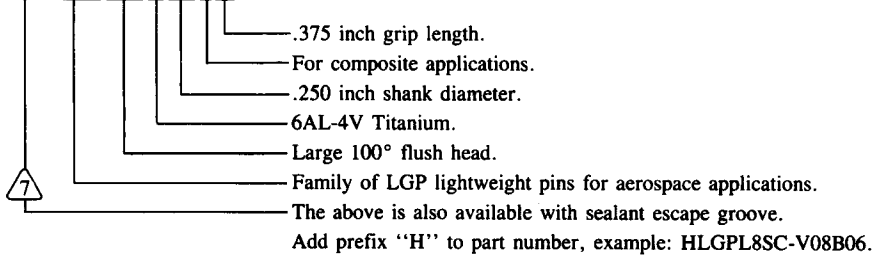 .375 inch grip length.
For composite applications.
.250 inch shank diameter.
6AL-4V Titanium.
Large 100° flush head.
7
Family of LGP lightweight pins for aerospace applications.
The above is also available with sealant escape groove.
Add prefix “H” to part number, example: HLGPL8SC-V08B06.